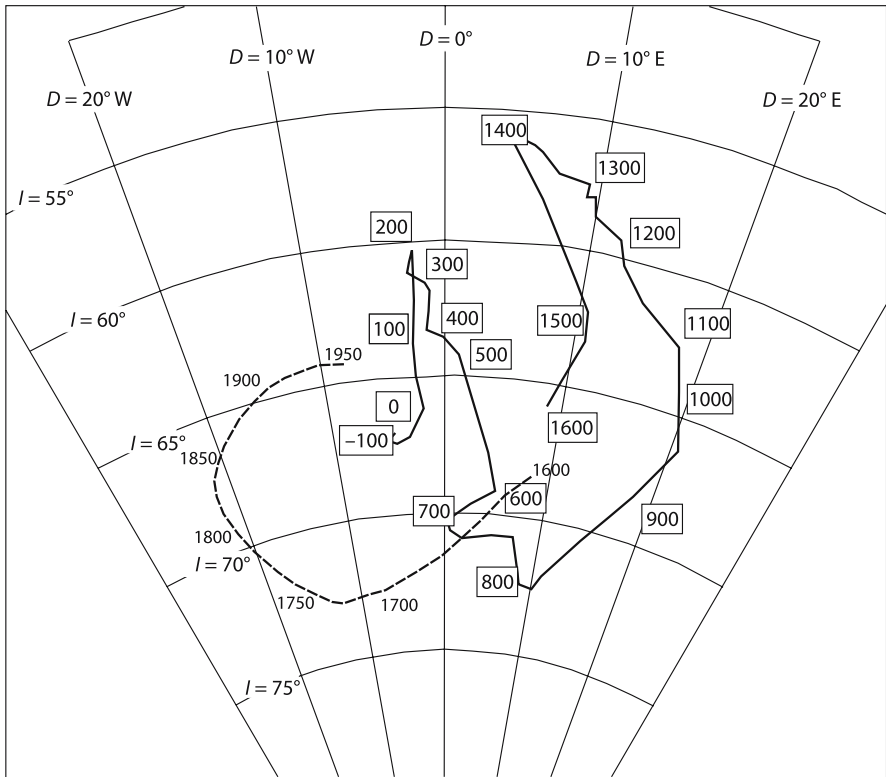 D = 0°
D = 10° W
D = 10° E
D = 20° W
D = 20° E
1400
1300
I = 55°
200
1200
300
I = 60°
100
400
1500
1100
1950
500
1900
1000
0
1600
–100
I = 65°
1850
1600
600
700
900
1800
I = 70°
800
1750
1700
I = 75°